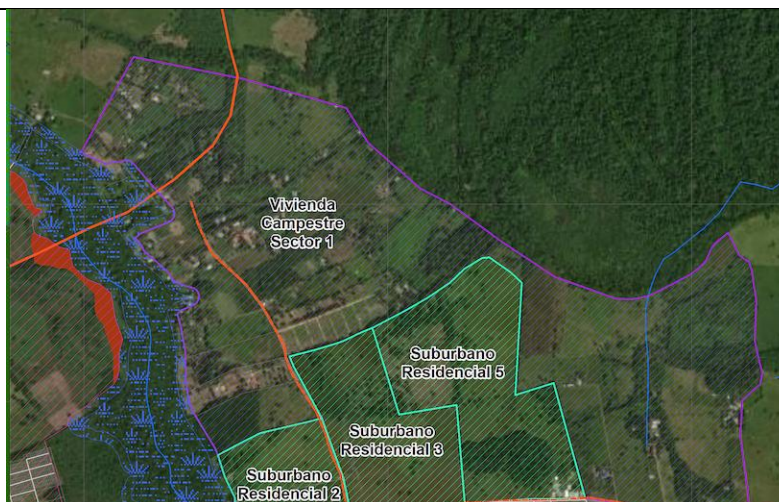 Vivienda
Campestre
Sector 1
Suburbano
Residencial 5
Suburbano
Residencial 3
Suburbano
Residencial 2